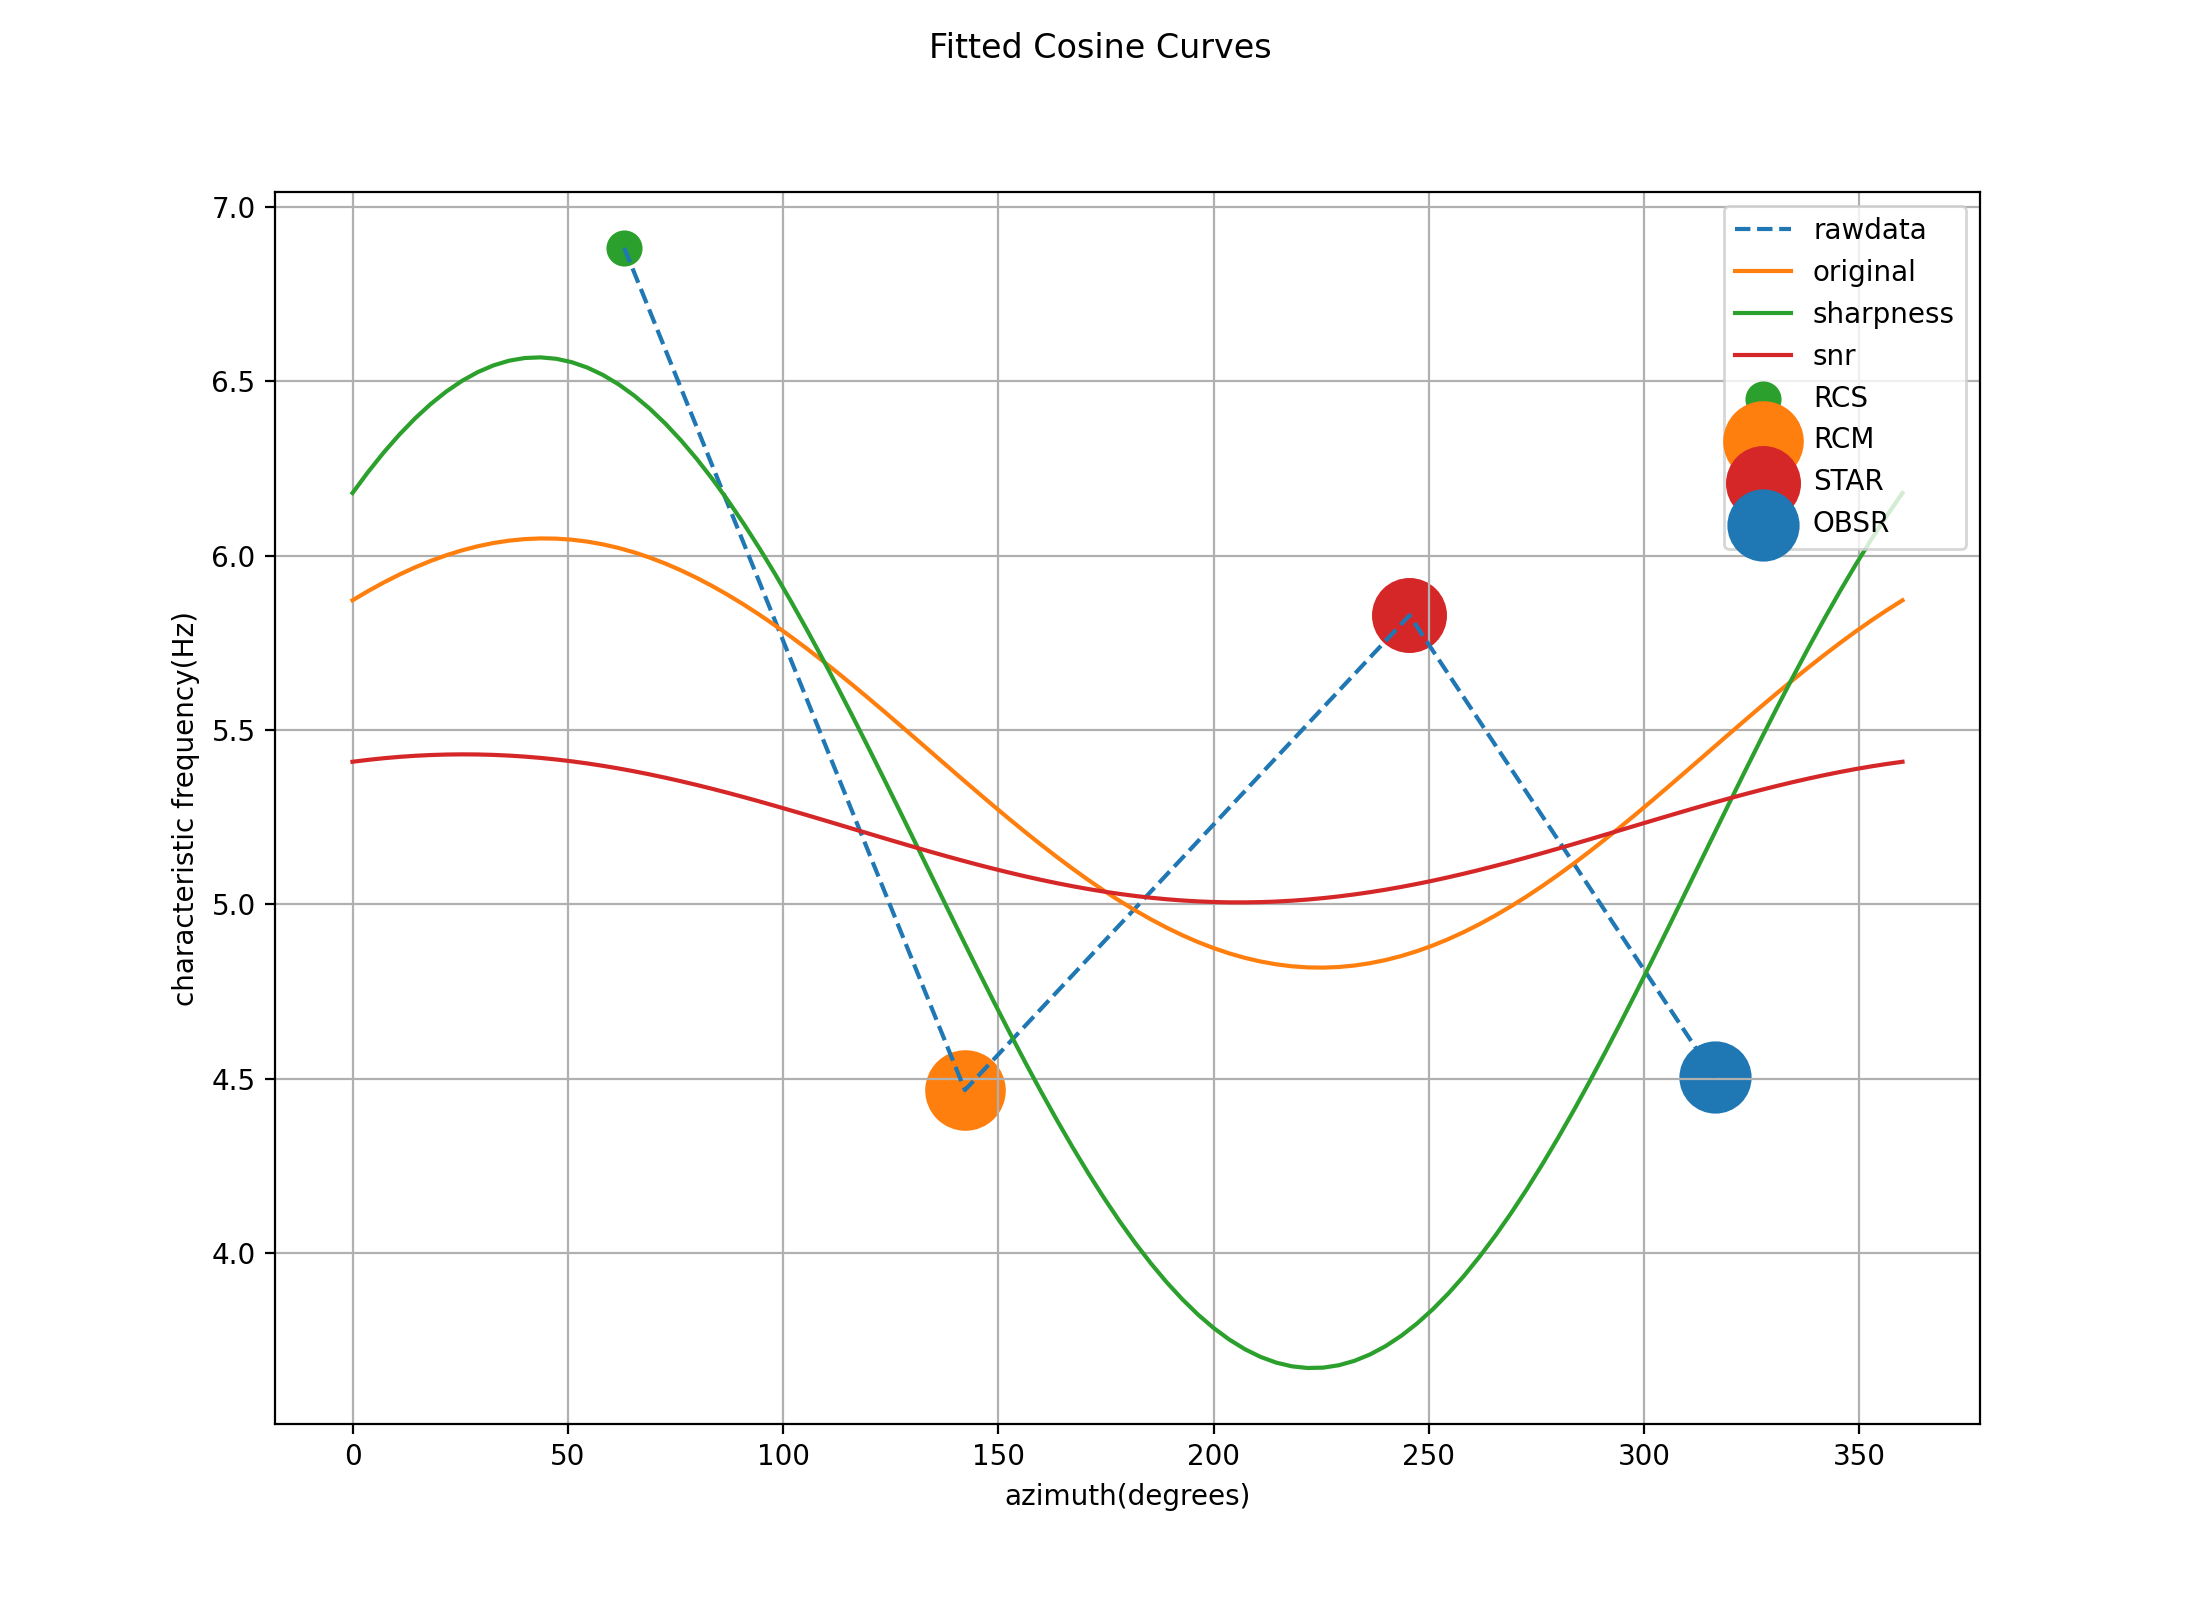 Fitted Cosine Curves
7.0
6.5
6.0
5.5
5.0
4.5
4.0
characteristic frequency(Hz)
rawdata
original
sharpness
snr
RCS
RCM
STAR
OBSR
0 50 100 150 200 250 300 350
azimuth(degrees)